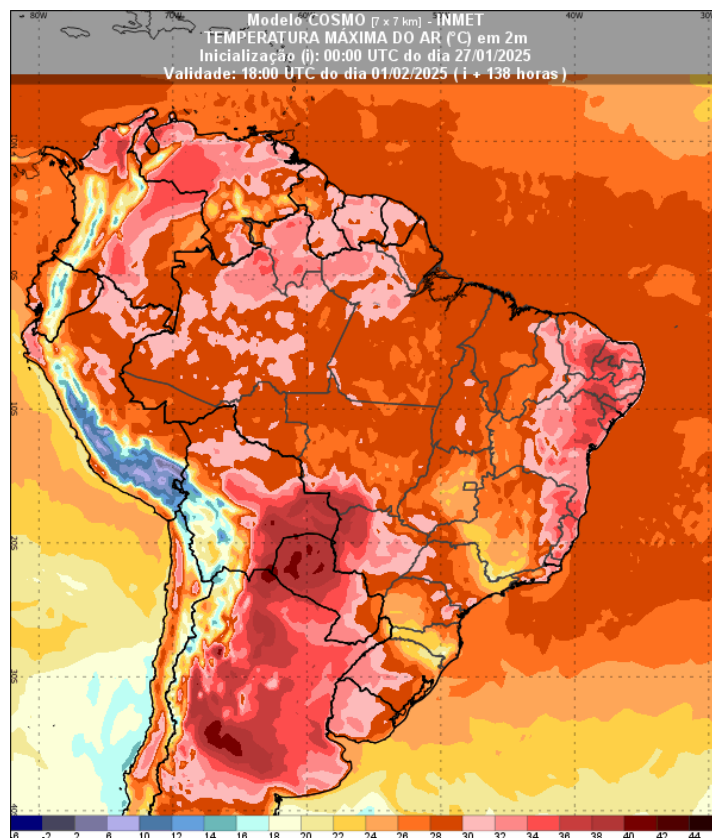 80W 70W 60W 50W 40W 30W
Modelo COSMO [7 x 7 km] - INMET
TEMPERATURA MÁXIMA DO AR (°C) em 2m
Inicialização (i): 00:00 UTC do dia 27/01/2025
Validade: 18:00 UTC do dia 01/02/2025 ( i + 138 horas )
-6 -2 2 6 10 12 14 16 18 20 22 24 26 28 30 32 34 36 38 40 42 44